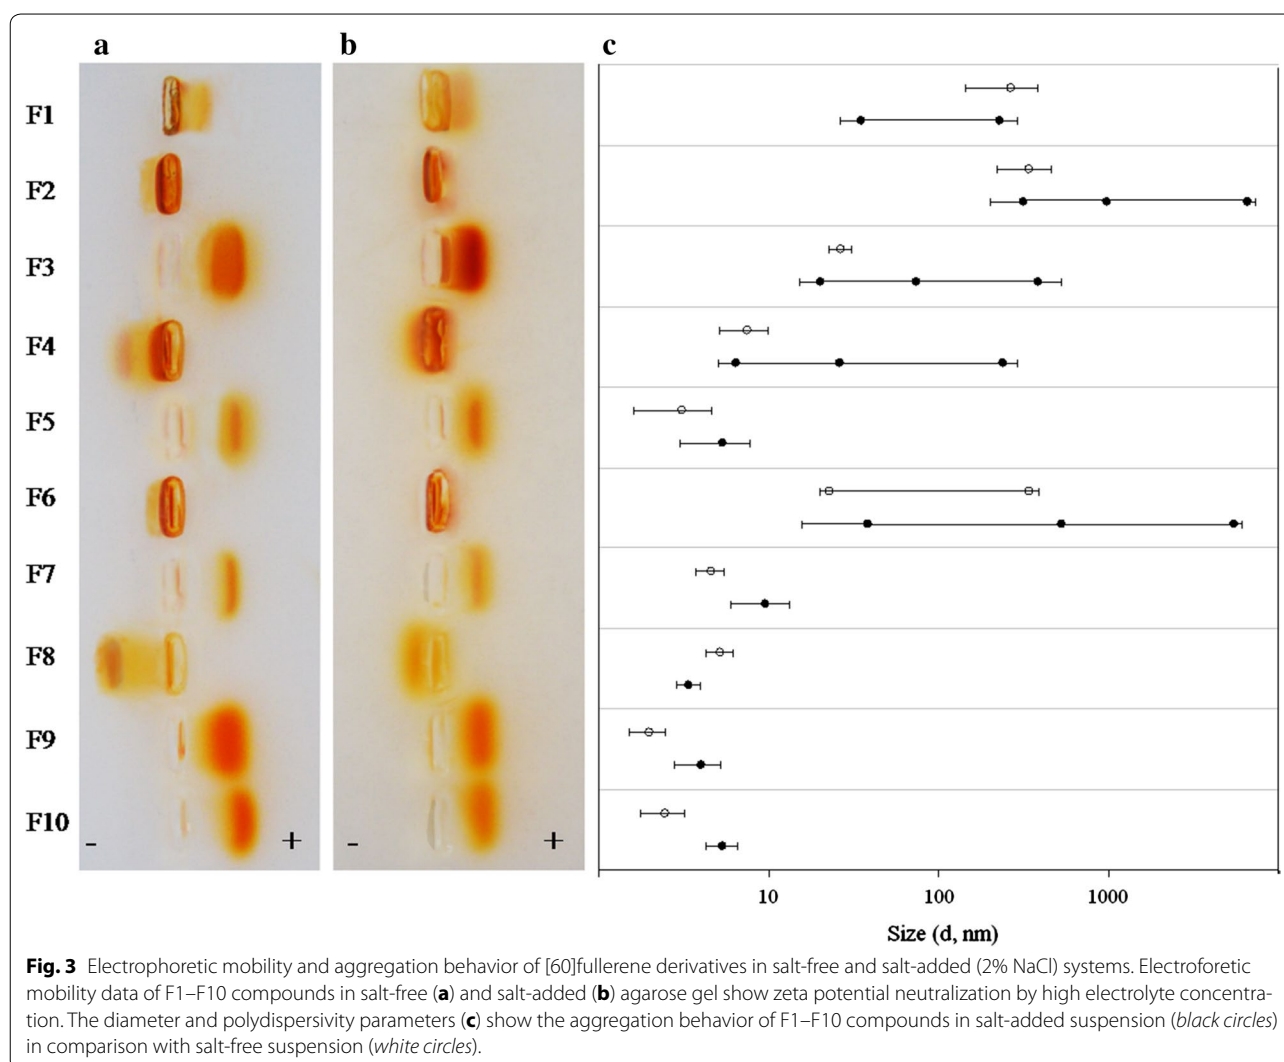 a b c
F1
F2
F3
F4
F5
F6
F7
F8
F9
F10
- + - +
10 100 1000
Size (d, nm)
Fig. 3 Electrophoretic mobility and aggregation behavior of [60]fullerene derivatives in salt-free and salt-added (2% NaCl) systems. Electroforetic
mobility data of F1–F10 compounds in salt-free (a) and salt-added (b) agarose gel show zeta potential neutralization by high electrolyte concentra-
tion. The diameter and polydispersivity parameters (c) show the aggregation behavior of F1–F10 compounds in salt-added suspension (black circles)
in comparison with salt-free suspension (white circles).